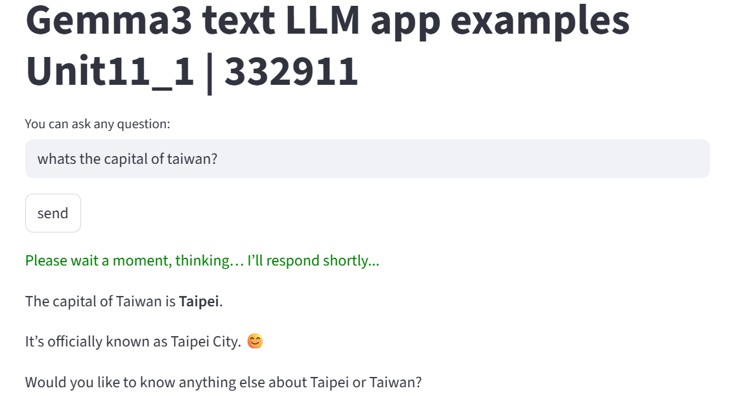 Gemma3 text LLM app examples
Unit11_1 | 332911
You can ask any question:
whats the capital of taiwan?
send
Please wait a moment, thinking… I’ll respond shortly...
The capital of Taiwan is Taipei.
It’s officially known as Taipei City. 😊
Would you like to know anything else about Taipei or Taiwan?